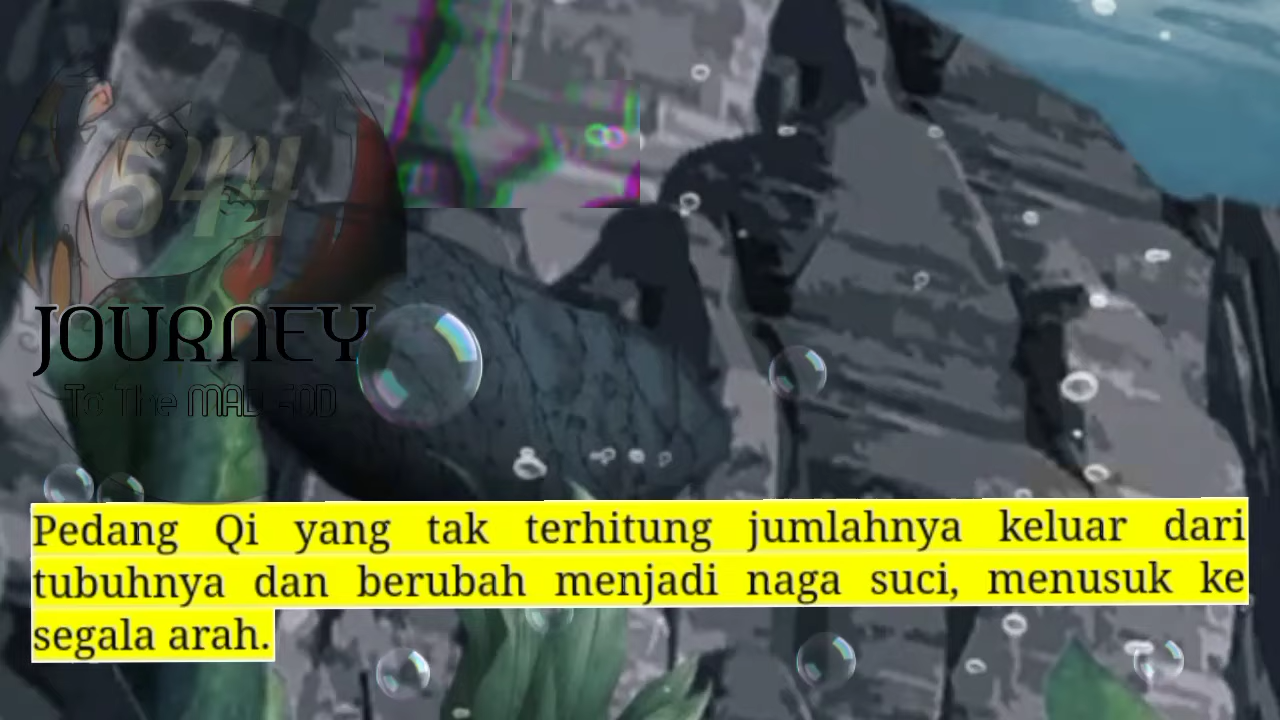 544
JOURNEY
To The MAD GOD
Pedang Qi yang tak terhitung jumlahnya keluar dari
tubuhnya dan berubah menjadi naga suci, menusuk ke
segala arah.